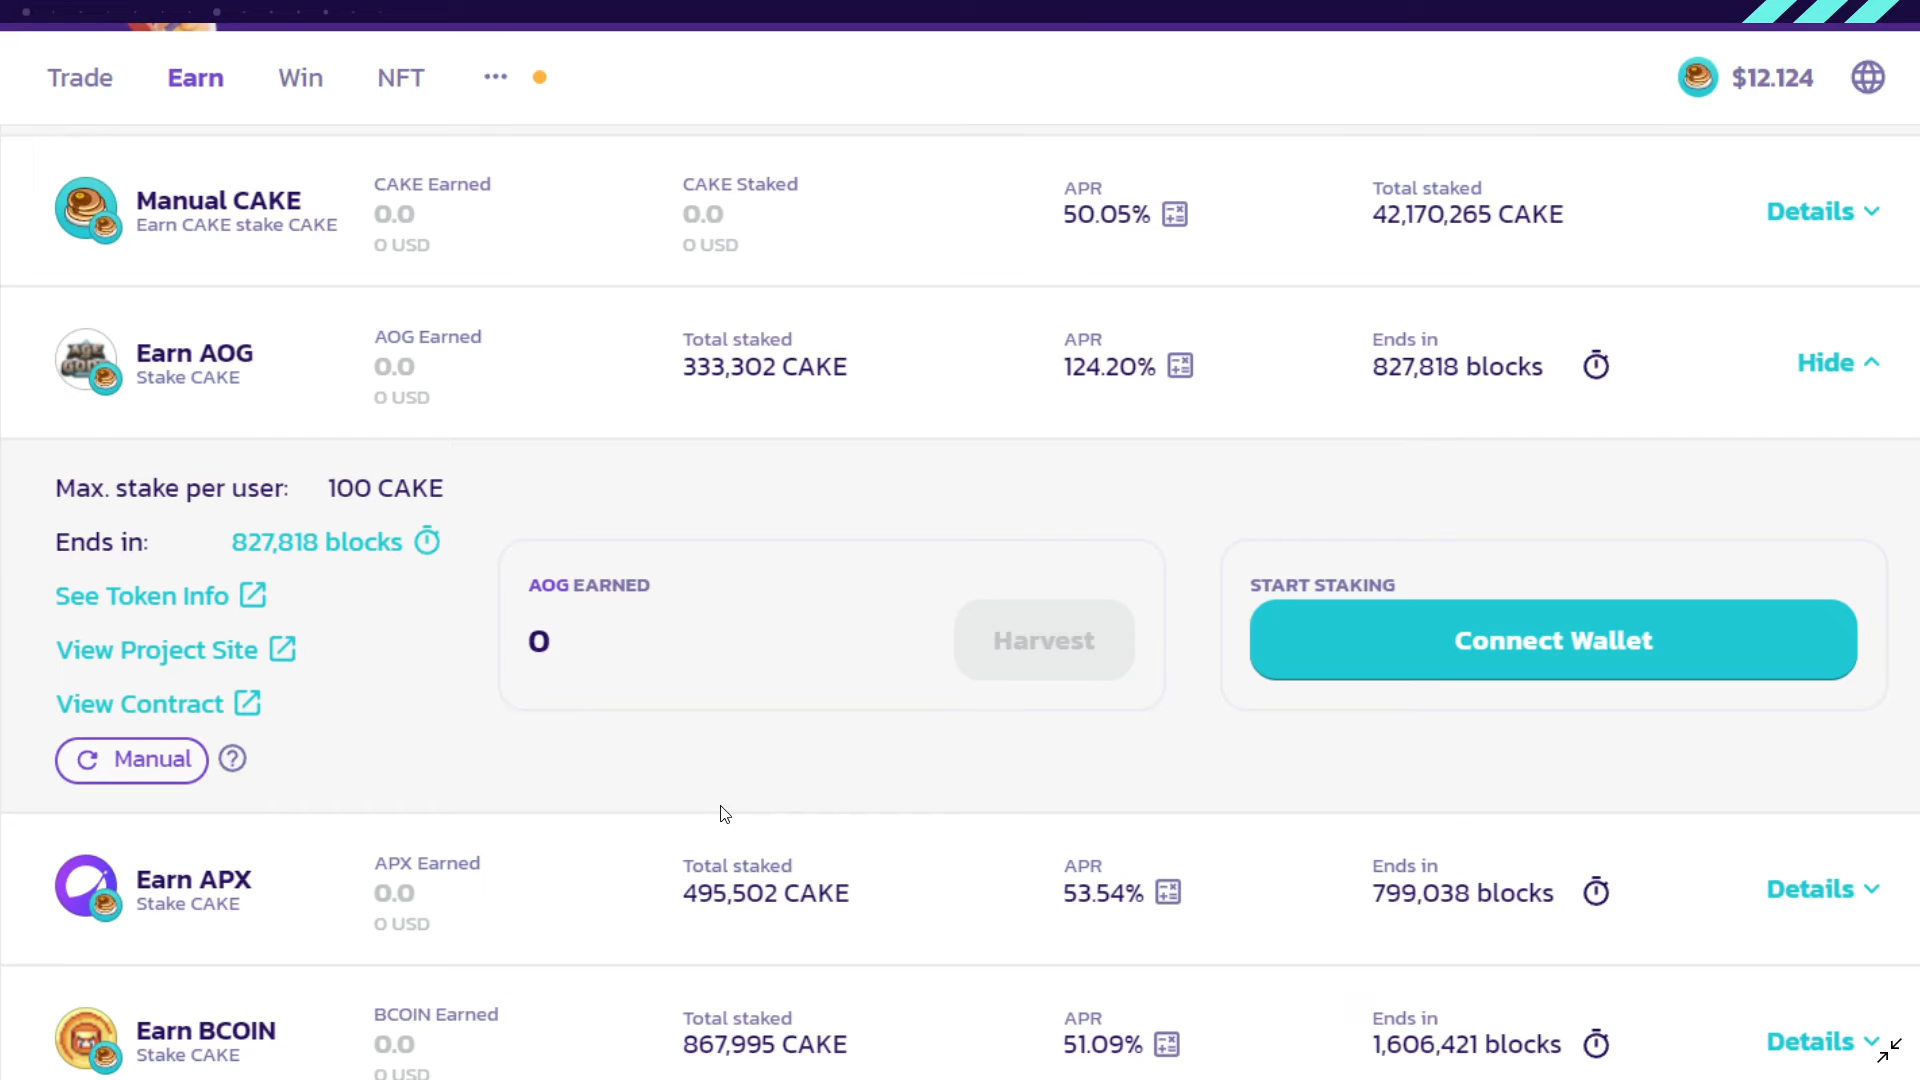 Trade Earn Win NFT ••• $12.124
Manual CAKE
Earn CAKE stake CAKE
CAKE Earned
0.0
0 USD
CAKE Staked
0.0
0 USD
APR
50.05%
Total staked
42,170,265 CAKE
Details
Earn AOG
Stake CAKE
AOG Earned
0.0
0 USD
Total staked
333,302 CAKE
APR
124.20%
Ends in
827,818 blocks
Hide
Max. stake per user: 100 CAKE
Ends in: 827,818 blocks
See Token Info
View Project Site
View Contract
Manual
AOG EARNED
0
Harvest
START STAKING
Connect Wallet
Earn APX
Stake CAKE
APX Earned
0.0
0 USD
Total staked
495,502 CAKE
APR
53.54%
Ends in
799,038 blocks
Details
Earn BCOIN
Stake CAKE
BCOIN Earned
0.0
0 USD
Total staked
867,995 CAKE
APR
51.09%
Ends in
1,606,421 blocks
Details